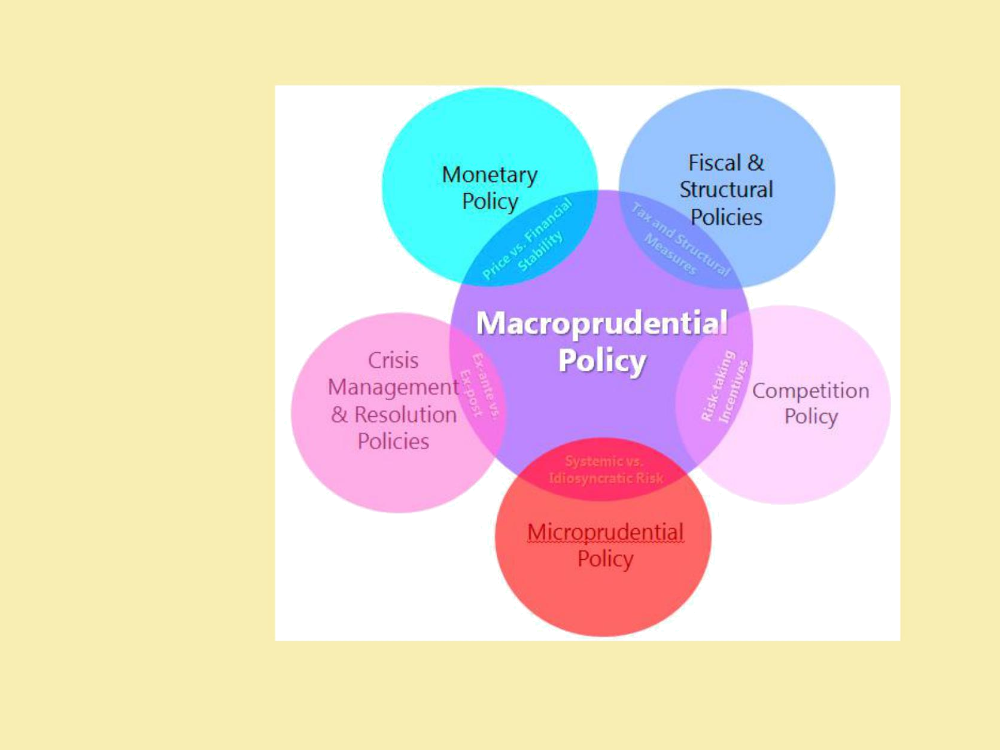 Monetary
Policy
Price vs. Financial
Stability
Fiscal &
Structural
Policies
Tax and Structural
Measures
Macroprudential
Policy
Crisis
Management
& Resolution
Policies
Ex-ante vs.
Ex-post
Risk-taking
Incentives
Competition
Policy
Systemic vs.
Idiosyncratic Risk
Microprudential
Policy